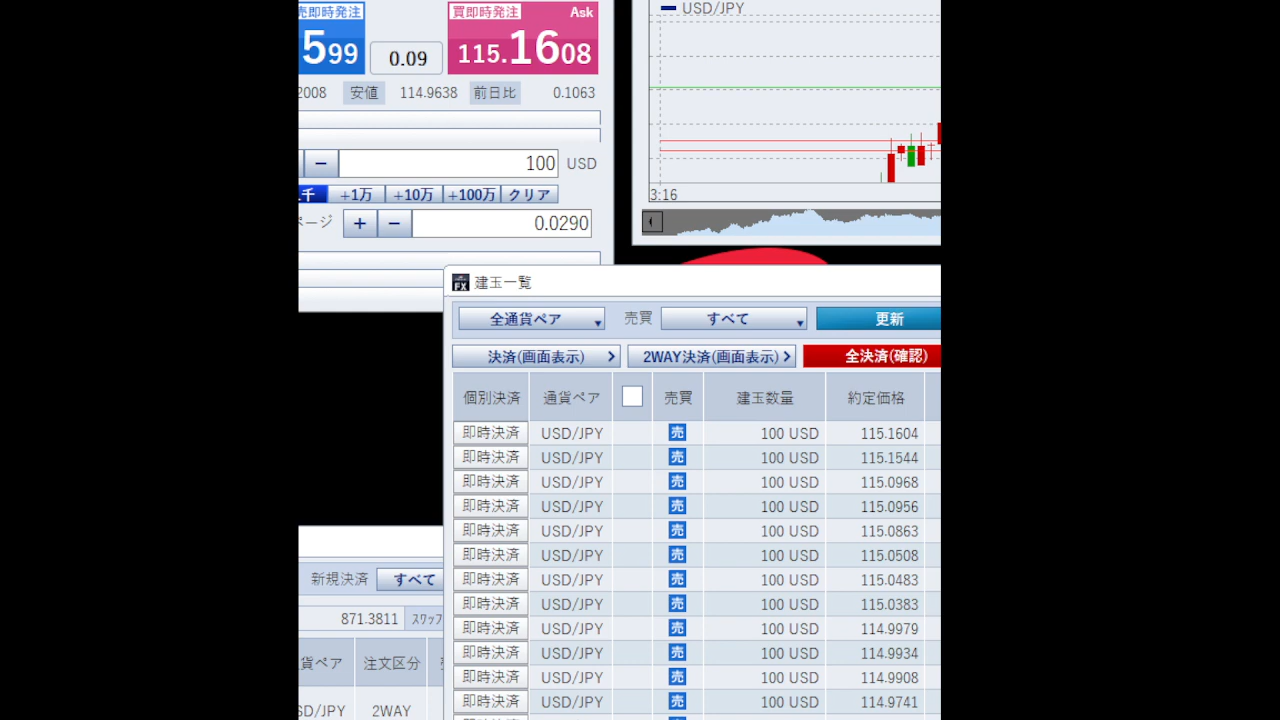 売即時発注 買即時発注 Ask
599 0.09 115.1608
2008 安値 114.9638 前日比 0.1063
− 100 USD
千 +1万 +10万 +100万 クリア
ページ + − 0.0290
USD/JPY
3:16
FX 建玉一覧
全通貨ペア 売買 すべて 更新
決済(画面表示) 2WAY決済(画面表示) 全決済(確認)
個別決済 通貨ペア 売買 建玉数量 約定価格
即時決済 USD/JPY 売 100 USD 115.1604
即時決済 USD/JPY 売 100 USD 115.1544
即時決済 USD/JPY 売 100 USD 115.0968
即時決済 USD/JPY 売 100 USD 115.0956
即時決済 USD/JPY 売 100 USD 115.0863
即時決済 USD/JPY 売 100 USD 115.0508
即時決済 USD/JPY 売 100 USD 115.0483
即時決済 USD/JPY 売 100 USD 115.0383
即時決済 USD/JPY 売 100 USD 114.9979
即時決済 USD/JPY 売 100 USD 114.9934
即時決済 USD/JPY 売 100 USD 114.9908
即時決済 USD/JPY 売 100 USD 114.9741
新規決済 すべて
871.3811 ｽﾜｯﾌﾟ
貨ペア 注文区分
SD/JPY 2WAY